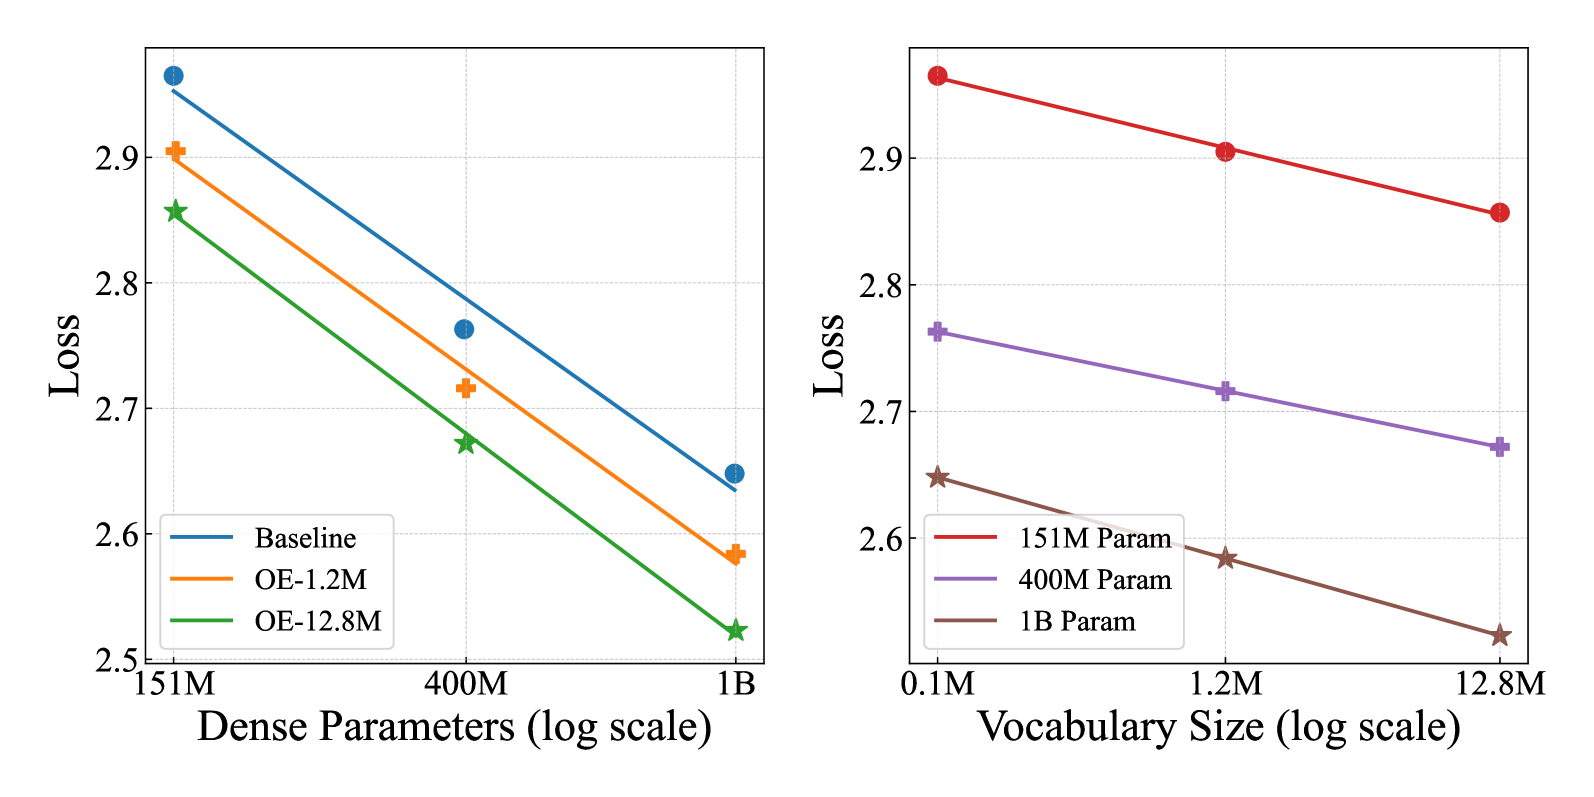 Loss
2.9
2.8
2.7
2.6
2.5
Baseline
OE-1.2M
OE-12.8M
151M
400M
1B
Dense Parameters (log scale)
Loss
2.9
2.8
2.7
2.6
151M Param
400M Param
1B Param
0.1M
1.2M
12.8M
Vocabulary Size (log scale)